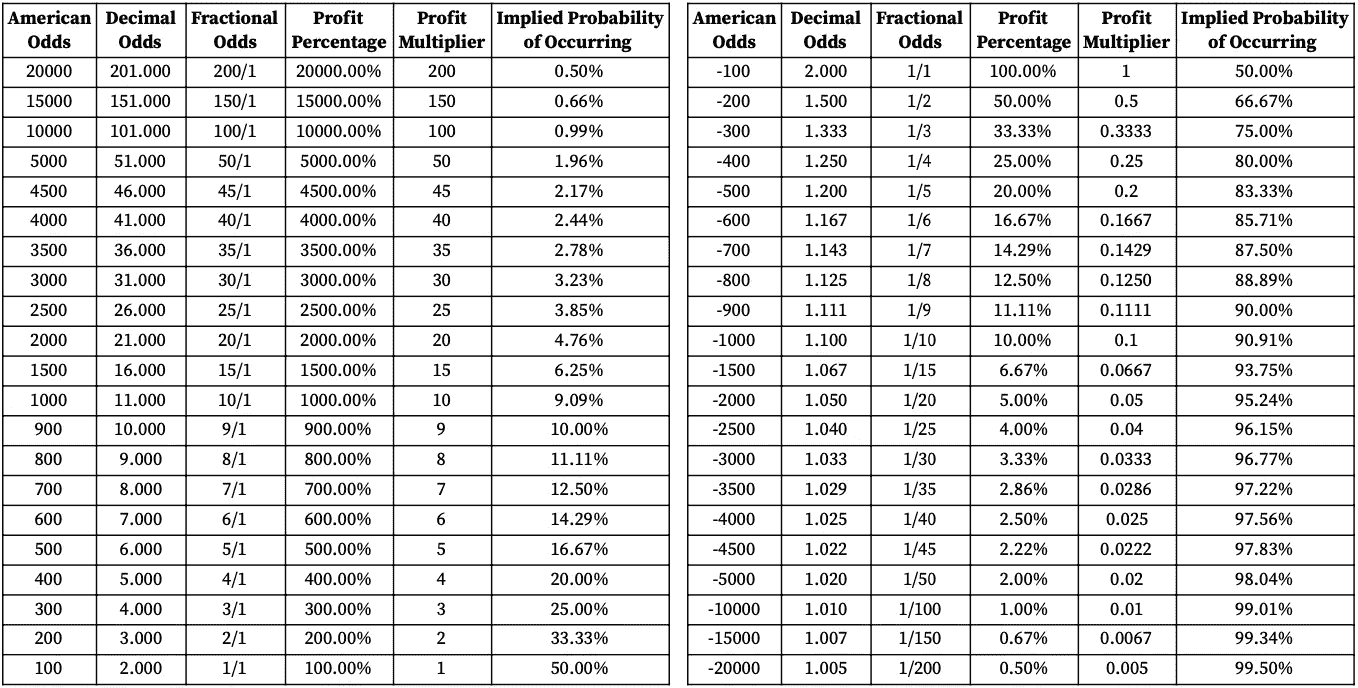 American Odds Decimal Odds Fractional Odds Profit Percentage Profit Multiplier Implied Probability of Occurring
20000 201.000 200/1 20000.00% 200 0.50%
15000 151.000 150/1 15000.00% 150 0.66%
10000 101.000 100/1 10000.00% 100 0.99%
5000 51.000 50/1 5000.00% 50 1.96%
4500 46.000 45/1 4500.00% 45 2.17%
4000 41.000 40/1 4000.00% 40 2.44%
3500 36.000 35/1 3500.00% 35 2.78%
3000 31.000 30/1 3000.00% 30 3.23%
2500 26.000 25/1 2500.00% 25 3.85%
2000 21.000 20/1 2000.00% 20 4.76%
1500 16.000 15/1 1500.00% 15 6.25%
1000 11.000 10/1 1000.00% 10 9.09%
900 10.000 9/1 900.00% 9 10.00%
800 9.000 8/1 800.00% 8 11.11%
700 8.000 7/1 700.00% 7 12.50%
600 7.000 6/1 600.00% 6 14.29%
500 6.000 5/1 500.00% 5 16.67%
400 5.000 4/1 400.00% 4 20.00%
300 4.000 3/1 300.00% 3 25.00%
200 3.000 2/1 200.00% 2 33.33%
100 2.000 1/1 100.00% 1 50.00%
American Odds Decimal Odds Fractional Odds Profit Percentage Profit Multiplier Implied Probability of Occurring
-100 2.000 1/1 100.00% 1 50.00%
-200 1.500 1/2 50.00% 0.5 66.67%
-300 1.333 1/3 33.33% 0.3333 75.00%
-400 1.250 1/4 25.00% 0.25 80.00%
-500 1.200 1/5 20.00% 0.2 83.33%
-600 1.167 1/6 16.67% 0.1667 85.71%
-700 1.143 1/7 14.29% 0.1429 87.50%
-800 1.125 1/8 12.50% 0.1250 88.89%
-900 1.111 1/9 11.11% 0.1111 90.00%
-1000 1.100 1/10 10.00% 0.1 90.91%
-1500 1.067 1/15 6.67% 0.0667 93.75%
-2000 1.050 1/20 5.00% 0.05 95.24%
-2500 1.040 1/25 4.00% 0.04 96.15%
-3000 1.033 1/30 3.33% 0.0333 96.77%
-3500 1.029 1/35 2.86% 0.0286 97.22%
-4000 1.025 1/40 2.50% 0.025 97.56%
-4500 1.022 1/45 2.22% 0.0222 97.83%
-5000 1.020 1/50 2.00% 0.02 98.04%
-10000 1.010 1/100 1.00% 0.01 99.01%
-15000 1.007 1/150 0.67% 0.0067 99.34%
-20000 1.005 1/200 0.50% 0.005 99.50%